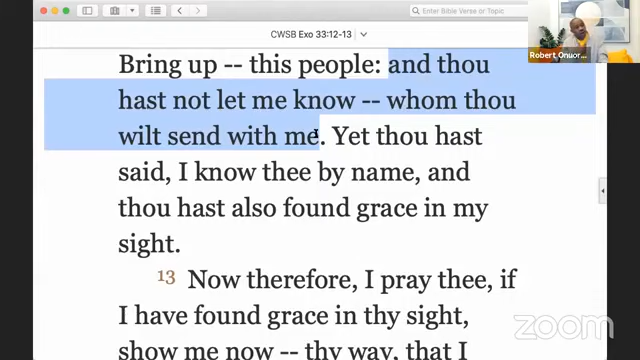 Enter Bible Verse or Topic
CWSB Exo 33:12-13
Robert Onuor...
Bring up -- this people: and thou
hast not let me know -- whom thou
wilt send with me. Yet thou hast
said, I know thee by name, and
thou hast also found grace in my
sight.
13 Now therefore, I pray thee, if
I have found grace in thy sight,
show me now -- thy way, that I
zoom